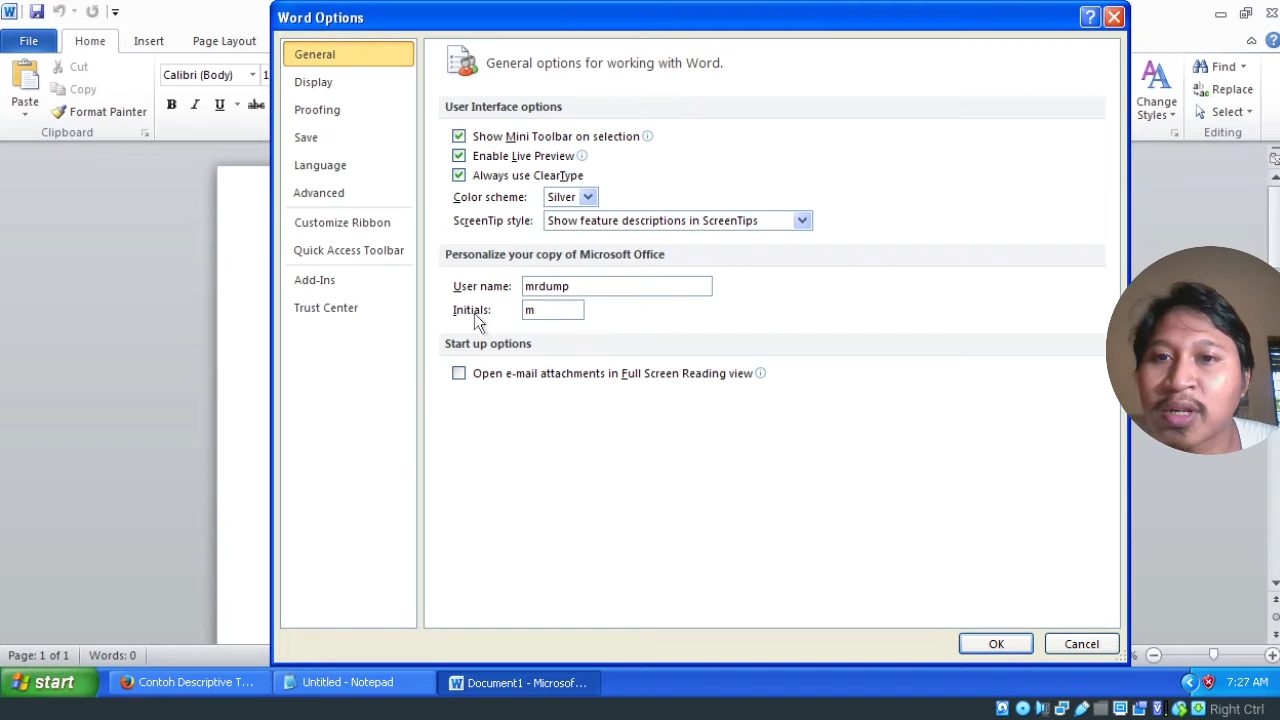 Word Options
File
Home
Insert
Page Layout
Cut
Copy
Format Painter
Paste
Clipboard
Calibri (Body)
1
B I U abc
General
Display
Proofing
Save
Language
Advanced
Customize Ribbon
Quick Access Toolbar
Add-Ins
Trust Center
General options for working with Word.
User Interface options
Show Mini Toolbar on selection
Enable Live Preview
Always use ClearType
Color scheme: Silver
ScreenTip style: Show feature descriptions in ScreenTips
Personalize your copy of Microsoft Office
User name: mrdump
Initials: m
Start up options
Open e-mail attachments in Full Screen Reading view
OK
Cancel
Change
Styles
Find
Replace
Select
Editing
Page: 1 of 1
Words: 0
%
start
Contoh Descriptive T...
Untitled - Notepad
Document1 - Microsof...
7:27 AM
Right Ctrl